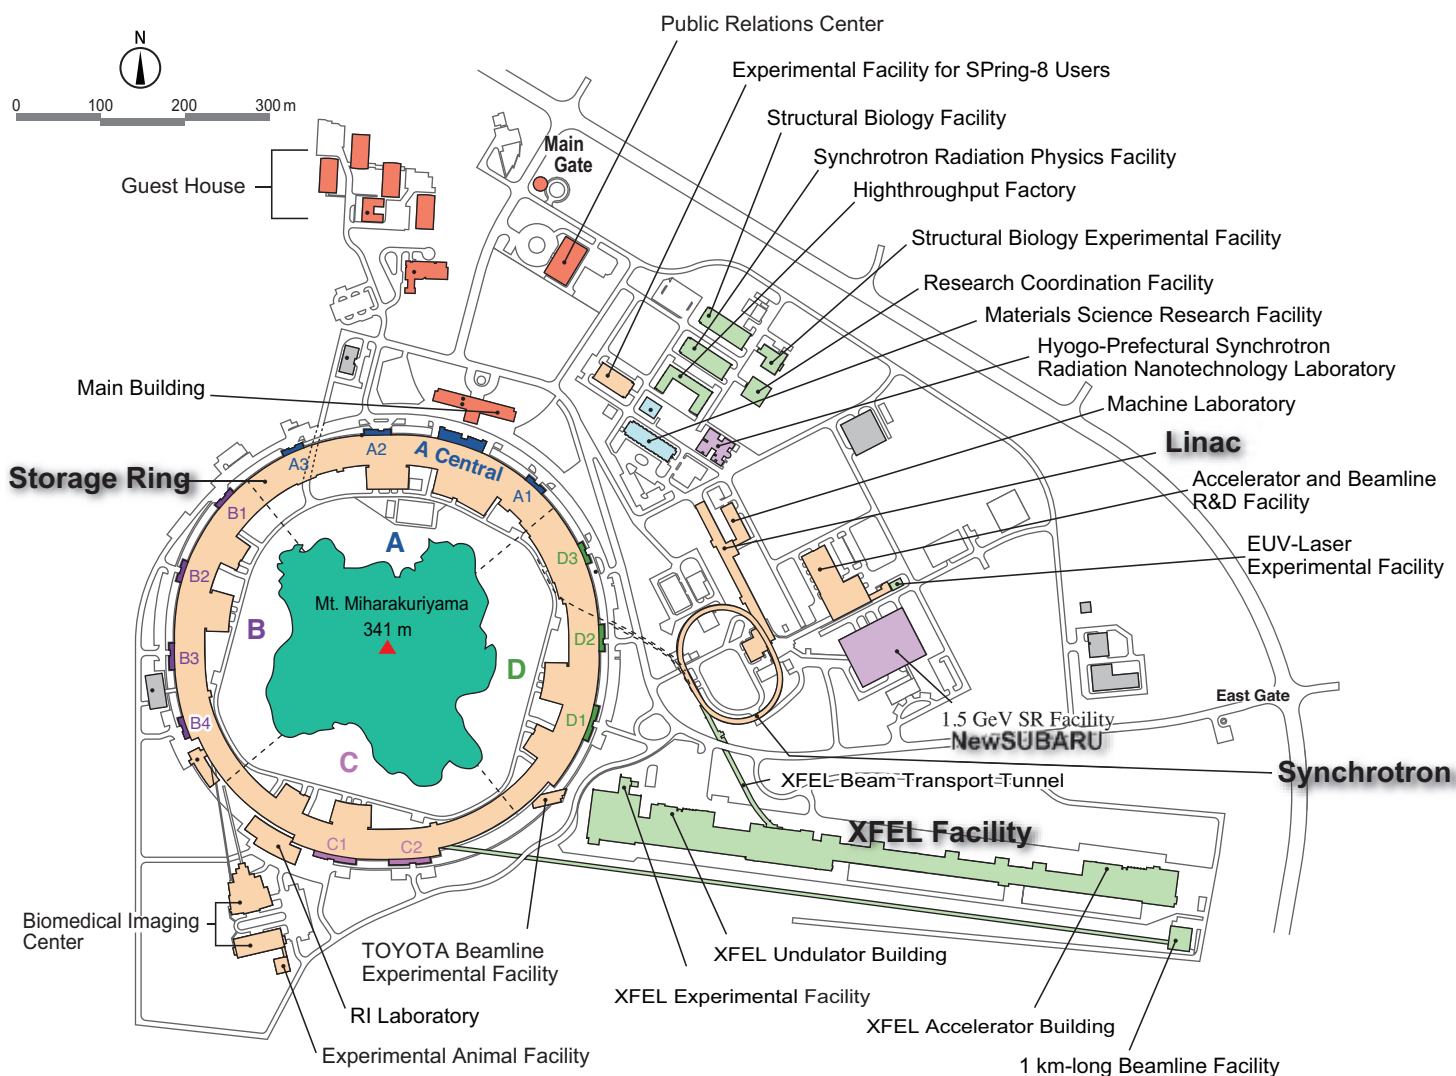 N
0 100 200 300 m
Public Relations Center
Experimental Facility for SPring-8 Users
Structural Biology Facility
Synchrotron Radiation Physics Facility
Highthroughput Factory
Structural Biology Experimental Facility
Research Coordination Facility
Materials Science Research Facility
Hyogo-Prefectural Synchrotron
Radiation Nanotechnology Laboratory
Machine Laboratory
Linac
Accelerator and Beamline
R&D Facility
EUV-Laser
Experimental Facility
Main
Gate
Guest House
Main Building
Storage Ring
A Central
A1
A2
A3
B1
B2
B3
B4
C1
C2
D1
D2
D3
A
B
C
D
Mt. Miharakuriyama
341 m
East Gate
1.5 GeV SR Facility
NewSUBARU
Synchrotron
XFEL Beam Transport Tunnel
XFEL Facility
Biomedical Imaging
Center
TOYOTA Beamline
Experimental Facility
RI Laboratory
Experimental Animal Facility
XFEL Undulator Building
XFEL Experimental Facility
XFEL Accelerator Building
1 km-long Beamline Facility